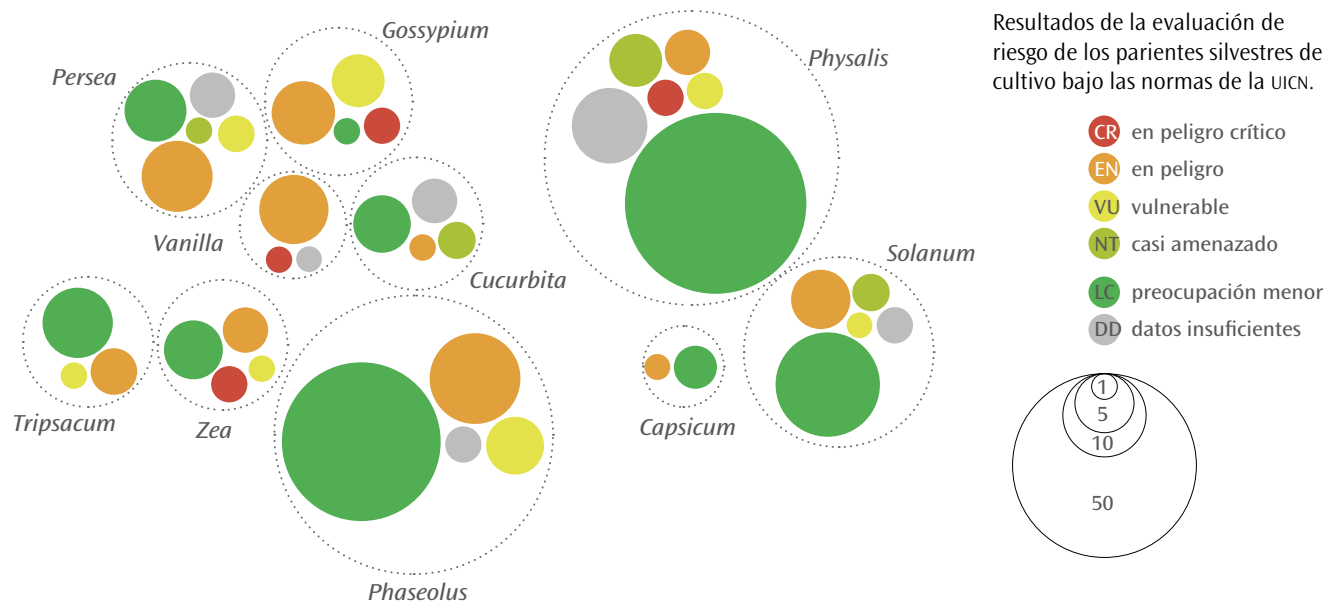 Gossypium
Persea
Vanilla
Cucurbita
Tripsacum
Zea
Phaseolus
Physalis
Solanum
Capsicum
Resultados de la evaluación de
riesgo de los parientes silvestres de
cultivo bajo las normas de la UICN.
CR en peligro crítico
EN en peligro
VU vulnerable
NT casi amenazado
LC preocupación menor
DD datos insuficientes
1
5
10
50